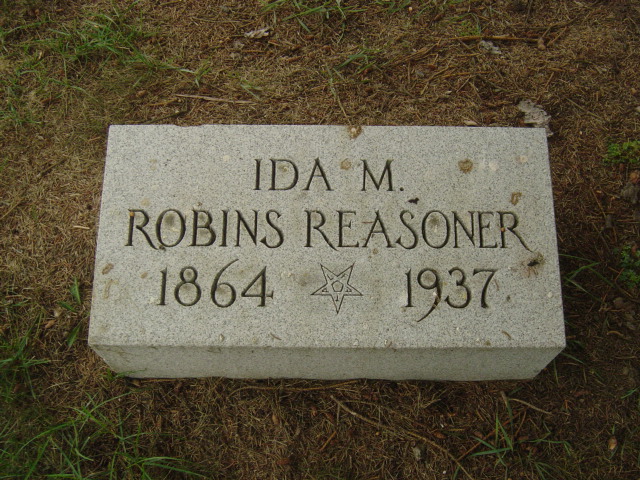 IDA M.
ROBINS REASONER
1864 1937